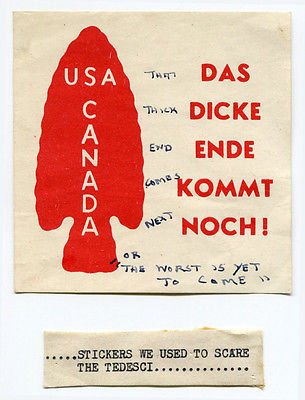 USA
CANADA
THAT
THICK
END
COMES
NEXT
DAS
DICKE
ENDE
KOMMT
NOCH!
"OR
THE WORST IS YET
TO COME"
.....STICKERS WE USED TO SCARE
THE TEDESCI..............